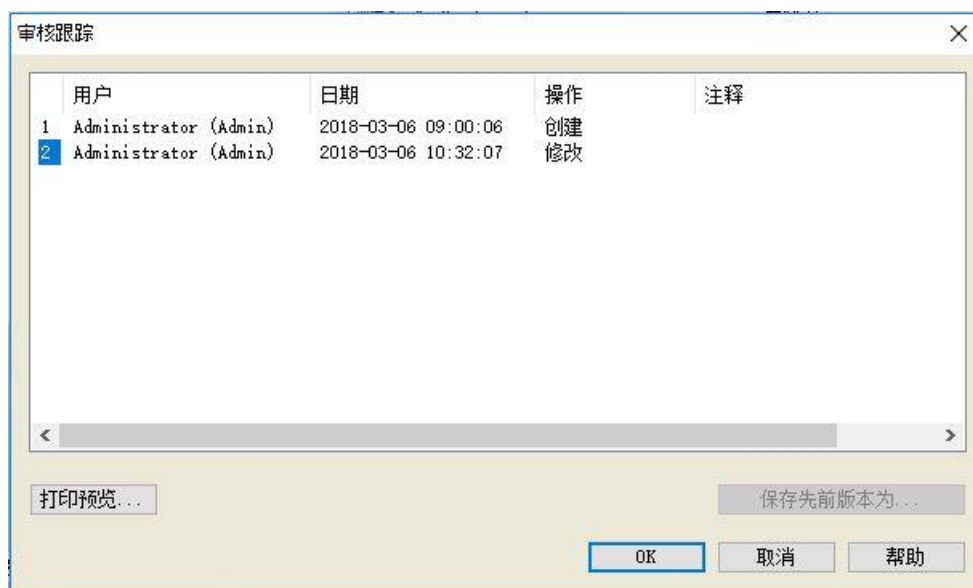 审核跟踪
用户 日期 操作 注释
1 Administrator (Admin) 2018-03-06 09:00:06 创建
2 Administrator (Admin) 2018-03-06 10:32:07 修改
打印预览... 保存先前版本为...
OK 取消 帮助